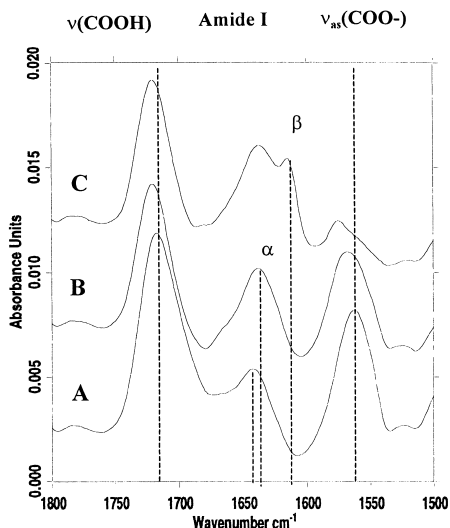 ν(COOH) Amide I νas(COO-)
0.020
β
0.015
C
α
0.010
B
0.005
A
0.000
Absorbance Units
1800 1750 1700 1650 1600 1550 1500
Wavenumber cm-1